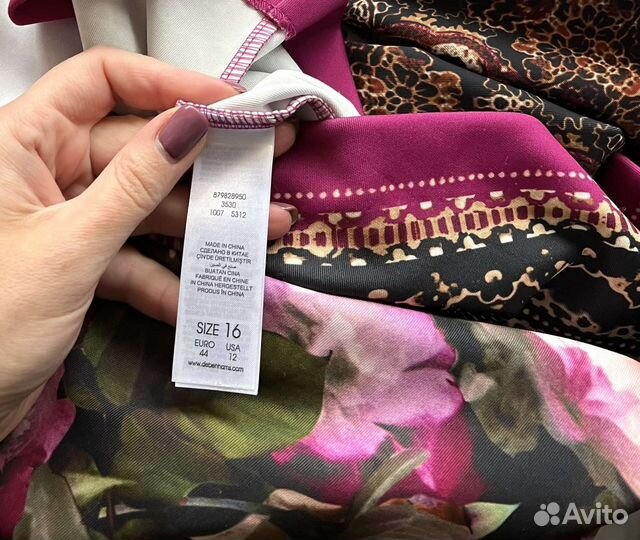 879828950
3530
1007 5312
MADE IN CHINA
СДЕЛАНО В КИТАЕ
ÇİN'DE ÜRETİLMİŞTİR
صنع في الصين
BUATAN CINA
FABRIQUÉ EN CHINE
IN CHINA HERGESTELLT
PRODUS ÎN CHINA
SIZE 16
EURO USA
44 12
www.debenhams.com
Avito